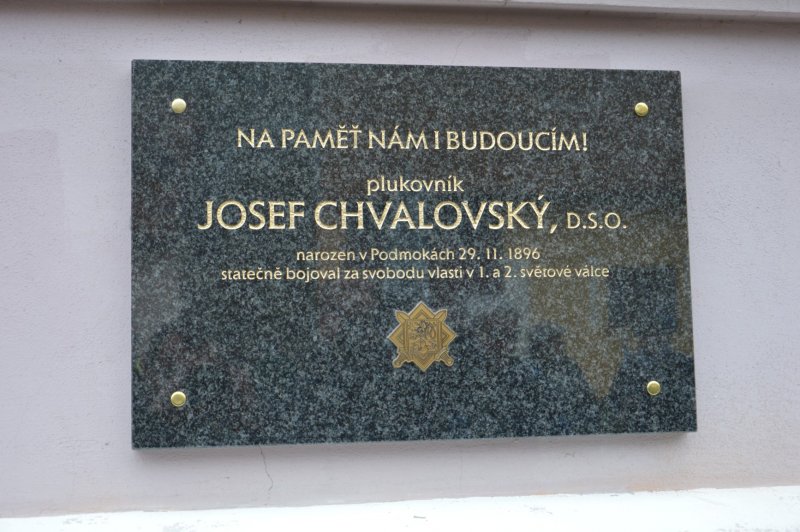 NA PAMĚŤ NÁM I BUDOUCÍM!
plukovník
JOSEF CHVALOVSKÝ, D.S.O.
narozen v Podmokách 29. 11. 1896
statečně bojoval za svobodu vlasti v 1. a 2. světové válce